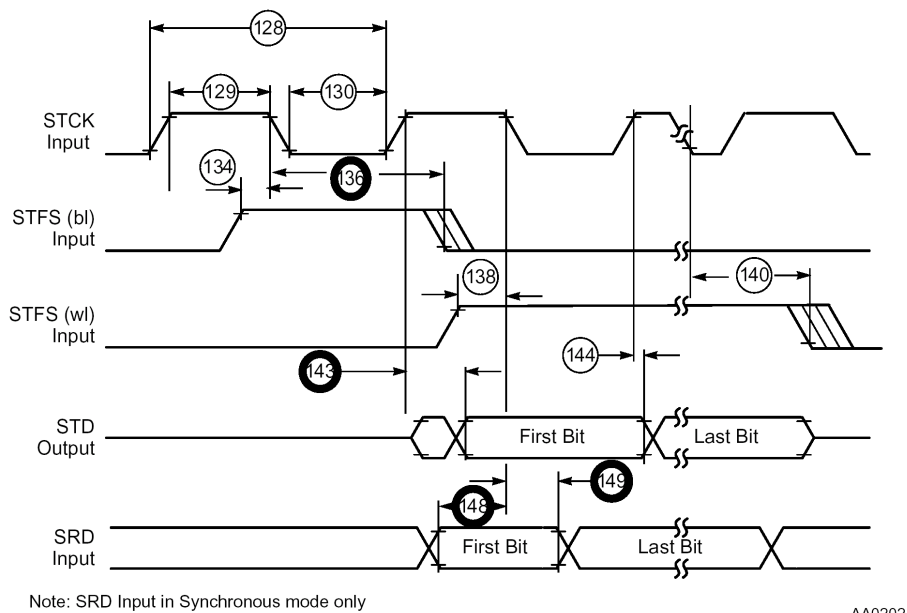 128
129
130
STCK
Input
134
136
STFS (bl)
Input
138
140
STFS (wl)
Input
143
144
STD
Output
First Bit
Last Bit
149
148
SRD
Input
First Bit
Last Bit
Note: SRD Input in Synchronous mode only